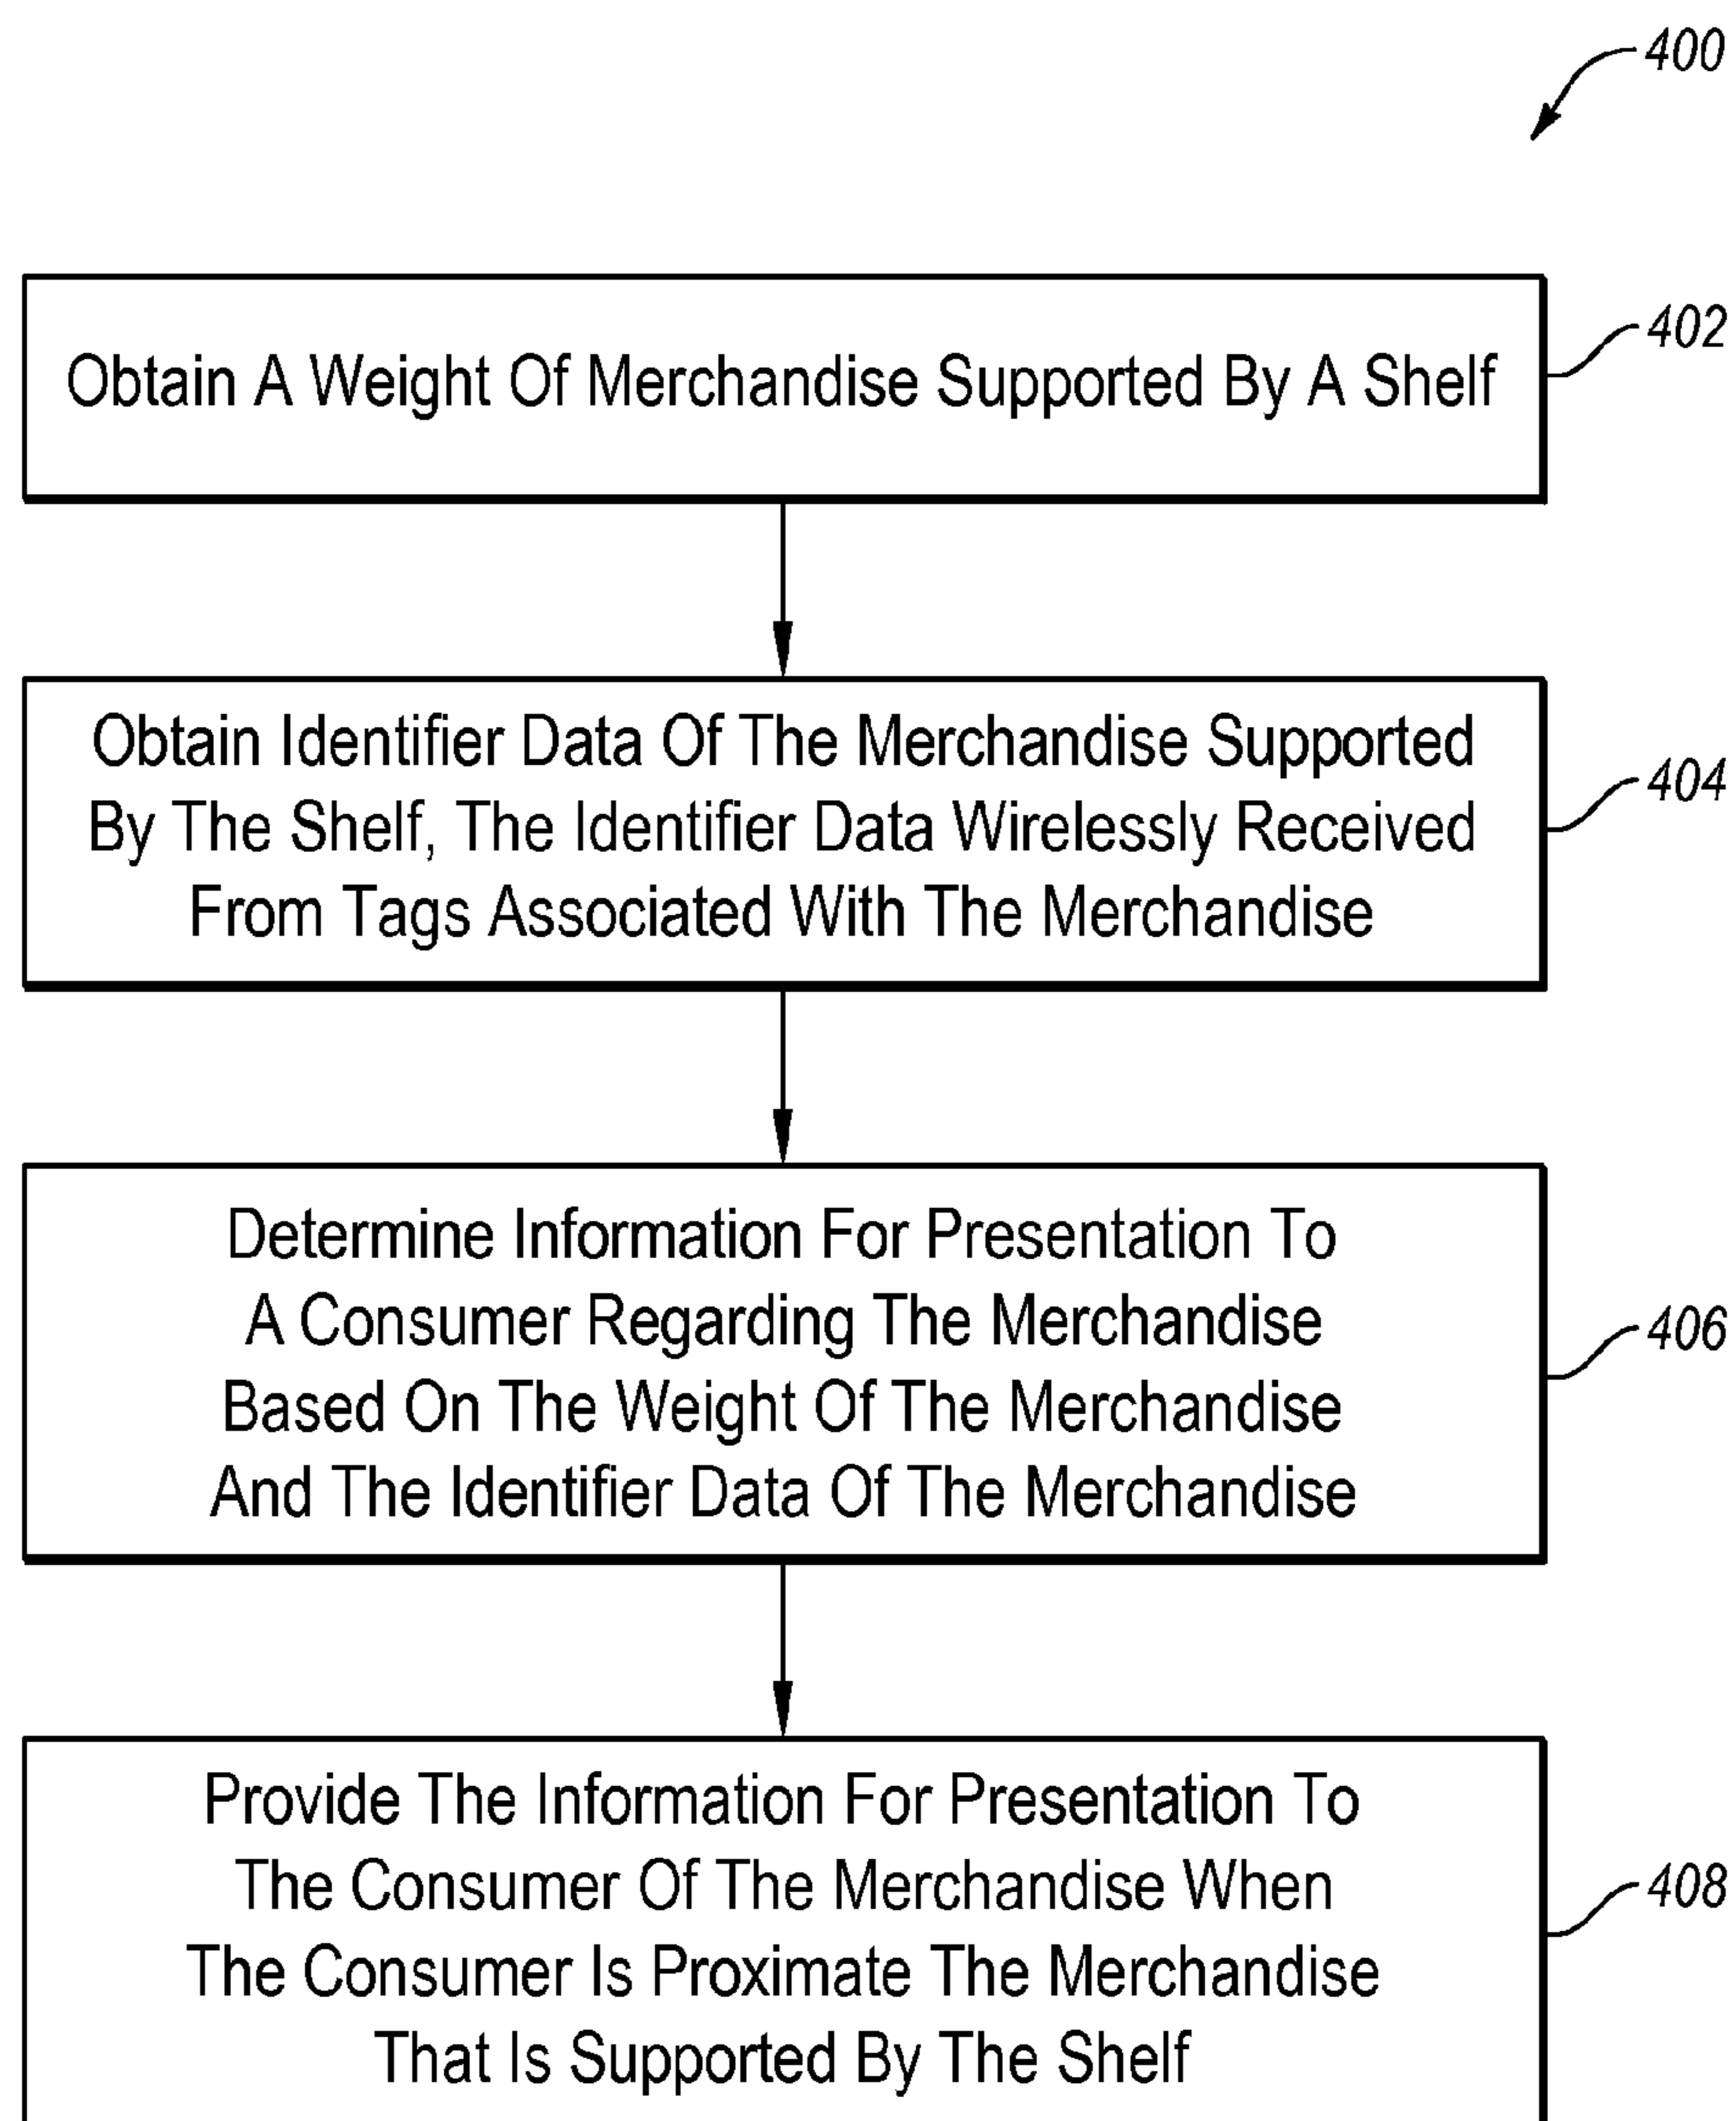 400
Obtain A Weight Of Merchandise Supported By A Shelf
402
Obtain Identifier Data Of The Merchandise Supported
By The Shelf, The Identifier Data Wirelessly Received
From Tags Associated With The Merchandise
404
Determine Information For Presentation To
A Consumer Regarding The Merchandise
Based On The Weight Of The Merchandise
And The Identifier Data Of The Merchandise
406
Provide The Information For Presentation To
The Consumer Of The Merchandise When
The Consumer Is Proximate The Merchandise
That Is Supported By The Shelf
408